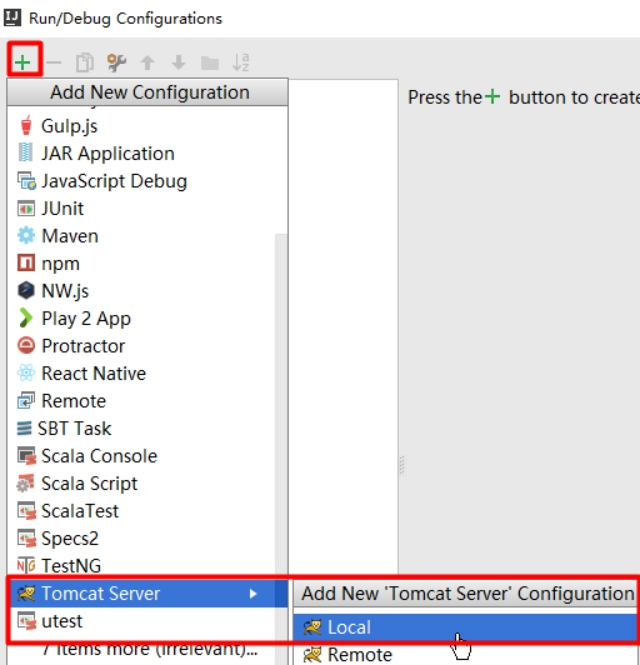 IJ Run/Debug Configurations
Add New Configuration
Press the + button to create
Gulp.js
JAR Application
JavaScript Debug
JUnit
Maven
npm
NW.js
Play 2 App
Protractor
React Native
Remote
SBT Task
Scala Console
Scala Script
ScalaTest
Specs2
TestNG
Tomcat Server
Add New 'Tomcat Server' Configuration
utest
Local
7 items more (irrelevant)...
Remote